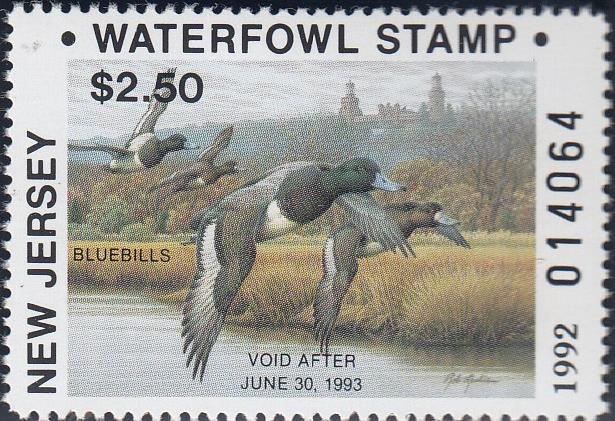 • WATERFOWL STAMP •
$2.50
NEW JERSEY
BLUEBILLS
014064
1992
VOID AFTER
JUNE 30, 1993